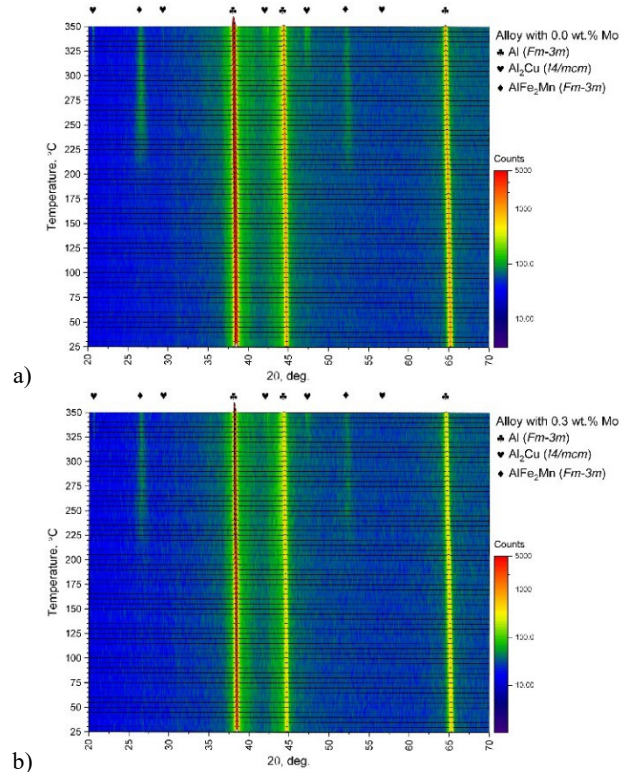 ♥ ♦ ♥ ♣ ♥ ♣ ♥ ♦ ♥ ♣
350
325
300
275
250
225
200
175
150
125
100
75
50
25
Temperature, °C
20 25 30 35 40 45 50 55 60 65 70
2θ, deg.
Alloy with 0.0 wt.% Mo
♣ Al (Fm-3m)
♥ Al₂Cu (I4/mcm)
♦ AlFe₂Mn (Fm-3m)
Counts
5000
1000
100.0
10.00
a)
♥ ♦ ♥ ♣ ♥ ♣ ♥ ♦ ♥ ♣
350
325
300
275
250
225
200
175
150
125
100
75
50
25
Temperature, °C
20 25 30 35 40 45 50 55 60 65 70
2θ, deg.
Alloy with 0.3 wt.% Mo
♣ Al (Fm-3m)
♥ Al₂Cu (I4/mcm)
♦ AlFe₂Mn (Fm-3m)
Counts
5000
1000
100.0
10.00
b)